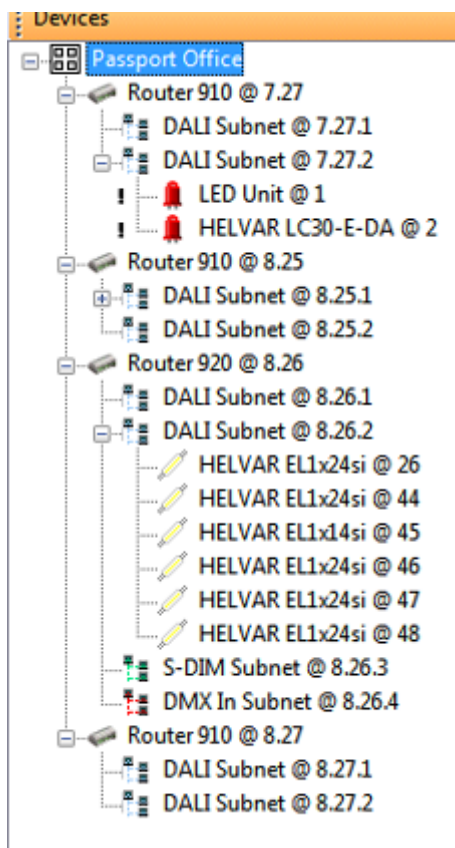 Devices
Passport Office
Router 910 @ 7.27
DALI Subnet @ 7.27.1
DALI Subnet @ 7.27.2
! LED Unit @ 1
! HELVAR LC30-E-DA @ 2
Router 910 @ 8.25
DALI Subnet @ 8.25.1
DALI Subnet @ 8.25.2
Router 920 @ 8.26
DALI Subnet @ 8.26.1
DALI Subnet @ 8.26.2
HELVAR EL1x24si @ 26
HELVAR EL1x24si @ 44
HELVAR EL1x14si @ 45
HELVAR EL1x24si @ 46
HELVAR EL1x24si @ 47
HELVAR EL1x24si @ 48
S-DIM Subnet @ 8.26.3
DMX In Subnet @ 8.26.4
Router 910 @ 8.27
DALI Subnet @ 8.27.1
DALI Subnet @ 8.27.2